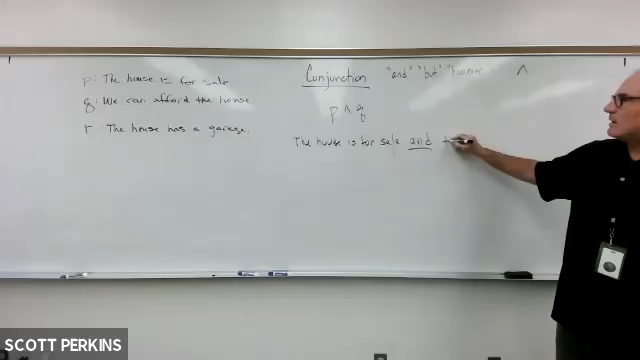 p: The house is for sale
q: We can afford the house
r: The house has a garage.
Conjunction "and" "but" "however" ^
p ^ q
The house is for sale and t
SCOTT PERKINS